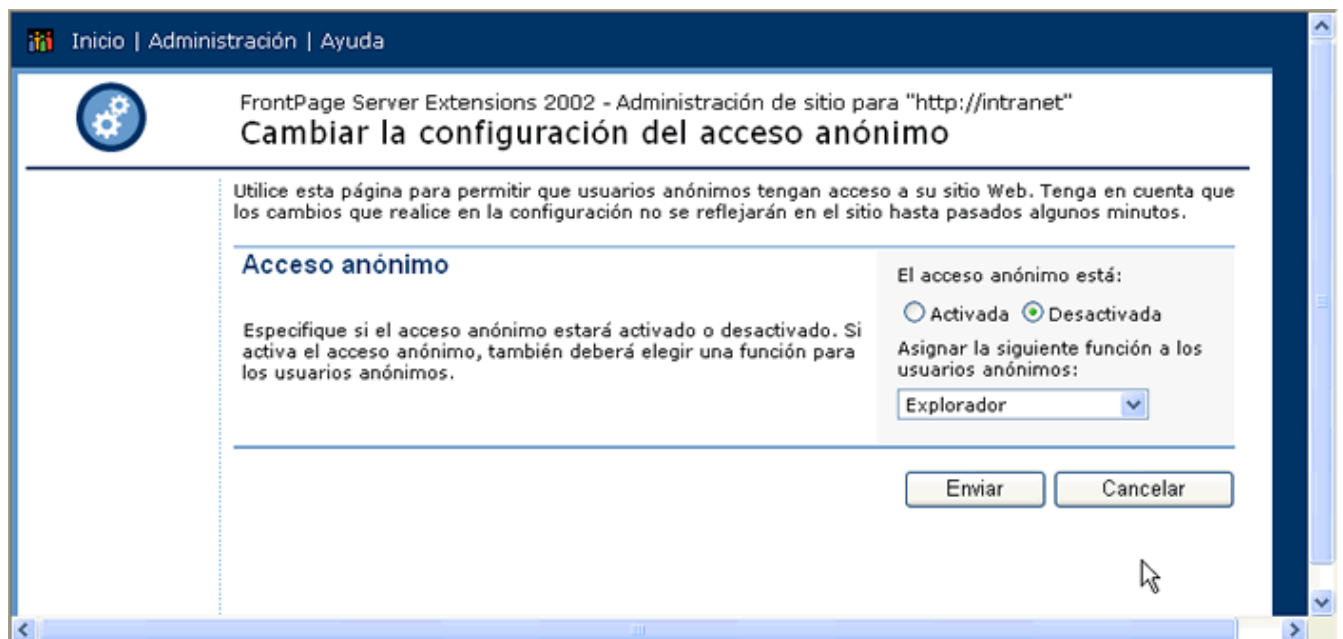 Inicio | Administración | Ayuda
FrontPage Server Extensions 2002 - Administración de sitio para "http://intranet"
Cambiar la configuración del acceso anónimo
Utilice esta página para permitir que usuarios anónimos tengan acceso a su sitio Web. Tenga en cuenta que
los cambios que realice en la configuración no se reflejarán en el sitio hasta pasados algunos minutos.
Acceso anónimo
Especifique si el acceso anónimo estará activado o desactivado. Si
activa el acceso anónimo, también deberá elegir una función para
los usuarios anónimos.
El acceso anónimo está:
Activada Desactivada
Asignar la siguiente función a los
usuarios anónimos:
Explorador
Enviar Cancelar